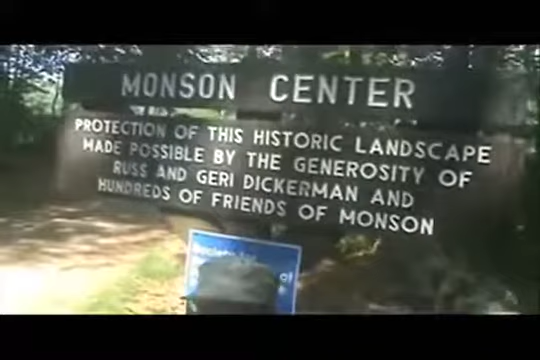 MONSON CENTER
PROTECTION OF THIS HISTORIC LANDSCAPE
MADE POSSIBLE BY THE GENEROSITY OF
RUSS AND GERI DICKERMAN AND
HUNDREDS OF FRIENDS OF MONSON
of